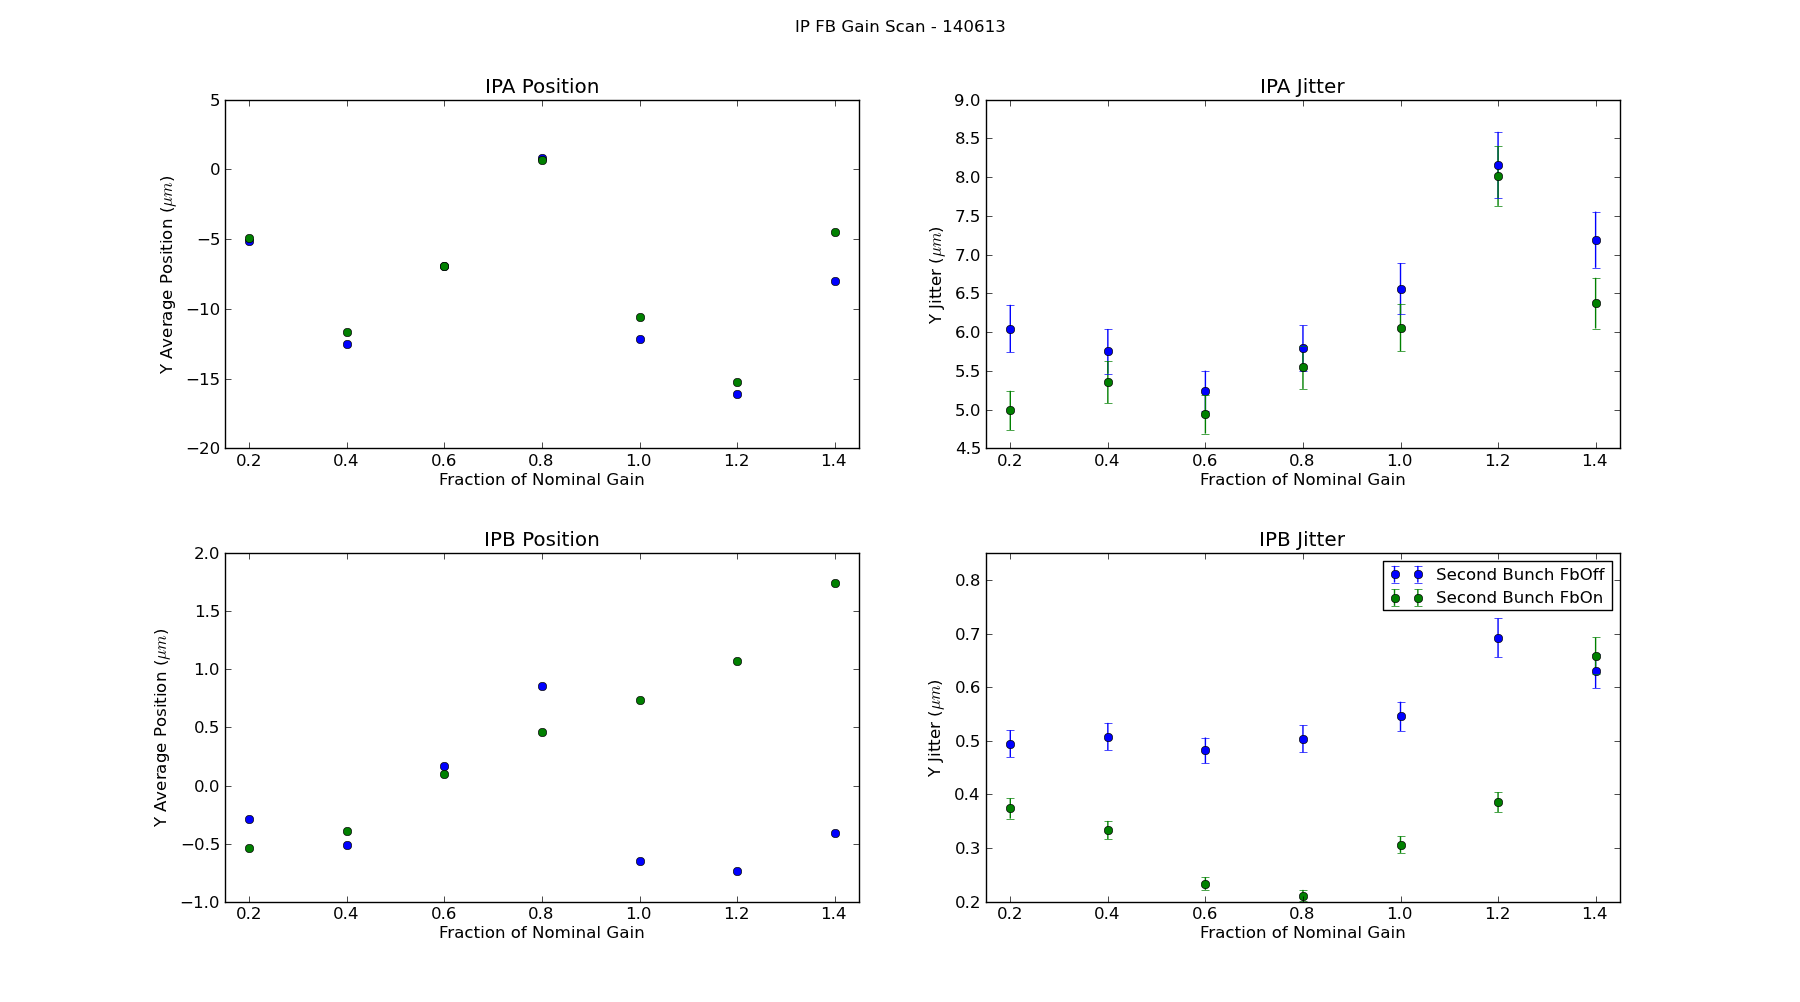 IP FB Gain Scan - 140613
IPA Position
5
0
−5
−10
−15
−20
Y Average Position (μm)
0.2 0.4 0.6 0.8 1.0 1.2 1.4
Fraction of Nominal Gain
IPA Jitter
9.0
8.5
8.0
7.5
7.0
6.5
6.0
5.5
5.0
4.5
Y Jitter (μm)
0.2 0.4 0.6 0.8 1.0 1.2 1.4
Fraction of Nominal Gain
IPB Position
2.0
1.5
1.0
0.5
0.0
−0.5
−1.0
Y Average Position (μm)
0.2 0.4 0.6 0.8 1.0 1.2 1.4
Fraction of Nominal Gain
IPB Jitter
Second Bunch FbOff
Second Bunch FbOn
0.8
0.7
0.6
0.5
0.4
0.3
0.2
Y Jitter (μm)
0.2 0.4 0.6 0.8 1.0 1.2 1.4
Fraction of Nominal Gain